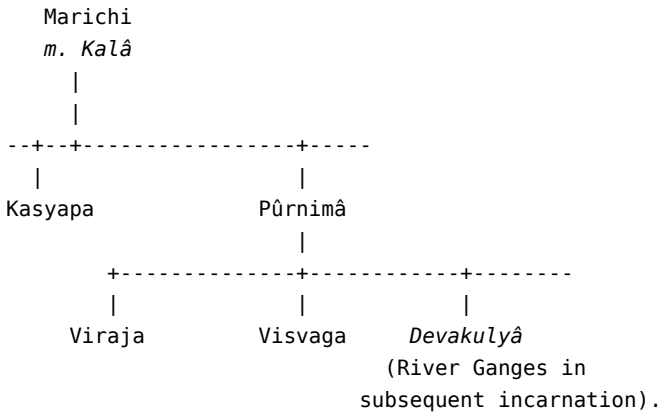 Marichi
m. Kalâ
|
|
--+--+-----------------+-----
| |
Kasyapa Pûrnimâ
|
+--------------+------------+--------
| | |
Viraja Visvaga Devakulyâ
(River Ganges in
subsequent incarnation).